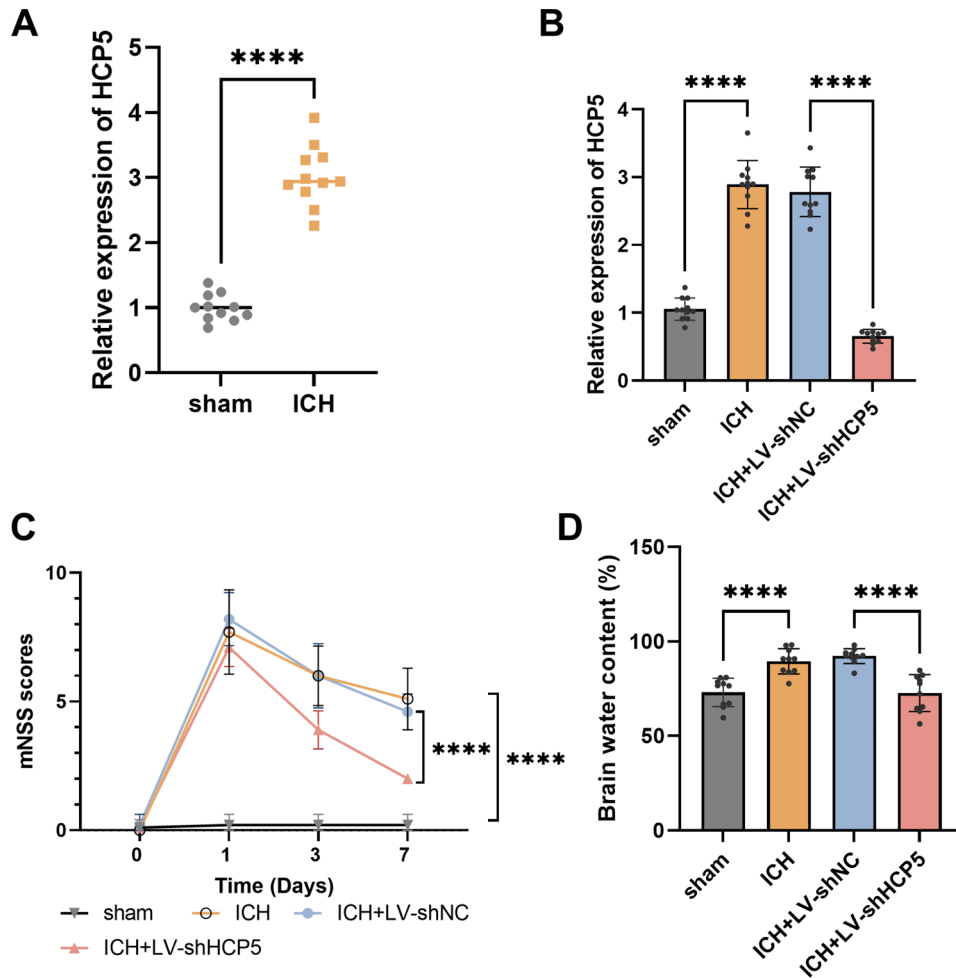 A
Relative expression of HCP5
5
4
3
2
1
0
****
sham
ICH
B
Relative expression of HCP5
4
3
2
1
0
****
****
sham
ICH
ICH+LV-shNC
ICH+LV-shHCP5
C
mNSS scores
10
5
0
0
1
3
7
****
****
Time (Days)
sham
ICH
ICH+LV-shNC
ICH+LV-shHCP5
D
Brain water content (%)
150
100
50
0
****
****
sham
ICH
ICH+LV-shNC
ICH+LV-shHCP5